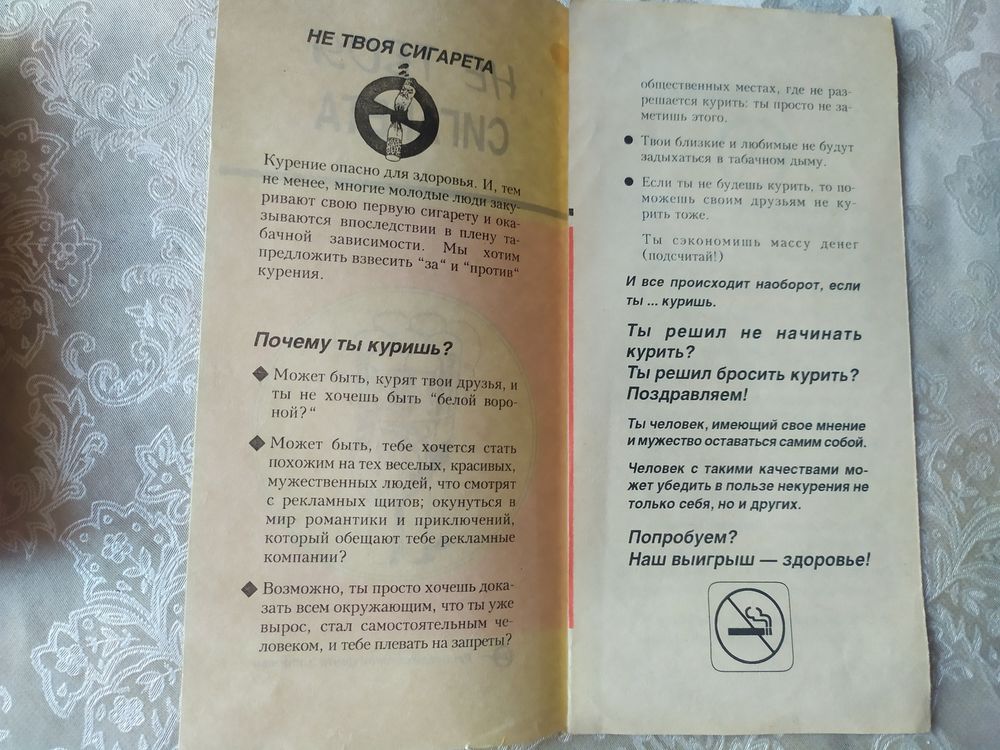 НЕ ТВОЯ СИГАРЕТА
Курение опасно для здоровья. И, тем
не менее, многие молодые люди заку-
ривают свою первую сигарету и ока-
зываются впоследствии в плену та-
бачной зависимости. Мы хотим
предложить взвесить "за" и "против"
курения.
Почему ты куришь?
Может быть, курят твои друзья, и
ты не хочешь быть "белой воро-
ной?"
Может быть, тебе хочется стать
похожим на тех веселых, красивых,
мужественных людей, что смотрят
с рекламных щитов; окунуться в
мир романтики и приключений,
который обещают тебе рекламные
компании?
Возможно, ты просто хочешь дока-
зать всем окружающим, что ты уже
вырос, стал самостоятельным че-
ловеком, и тебе плевать на запреты?
общественных местах, где не раз-
решается курить: ты просто не за-
метишь этого.
Твои близкие и любимые не будут
задыхаться в табачном дыму.
Если ты не будешь курить, то по-
можешь своим друзьям не ку-
рить тоже.
Ты сэкономишь массу денег
(подсчитай!)
И все происходит наоборот, если
ты ... куришь.
Ты решил не начинать
курить?
Ты решил бросить курить?
Поздравляем!
Ты человек, имеющий свое мнение
и мужество оставаться самим собой.
Человек с такими качествами мо-
жет убедить в пользе некурения не
только себя, но и других.
Попробуем?
Наш выигрыш — здоровье!